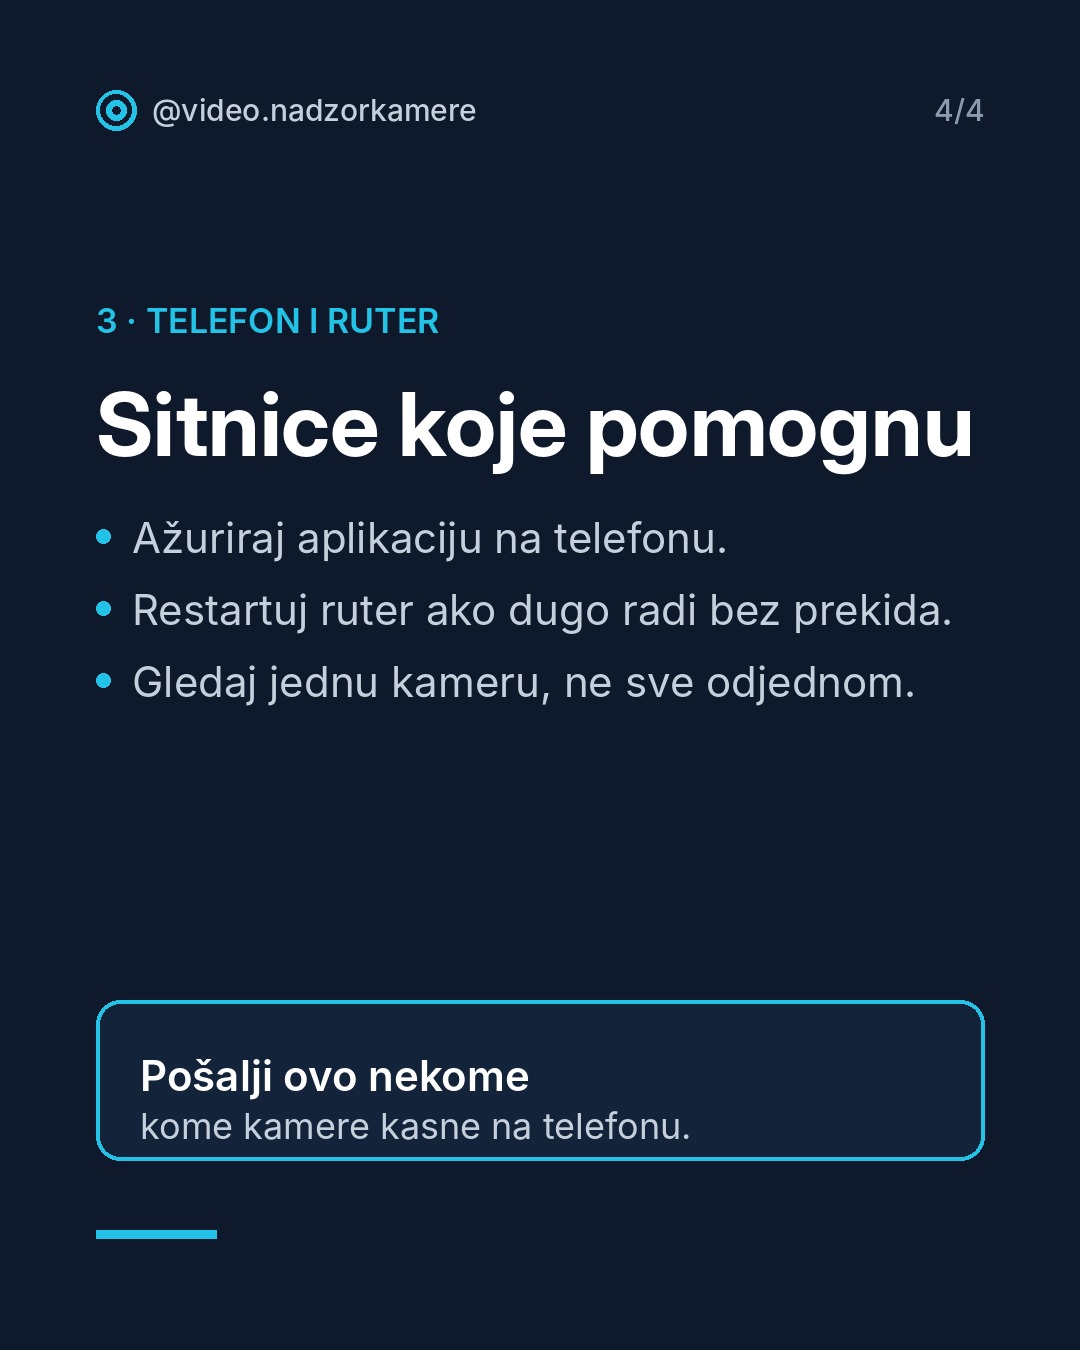 @video.nadzorkamere
4/4
3 · TELEFON I RUTER
Sitnice koje pomognu
• Ažuriraj aplikaciju na telefonu.
• Restartuj ruter ako dugo radi bez prekida.
• Gledaj jednu kameru, ne sve odjednom.
Pošalji ovo nekome
kome kamere kasne na telefonu.